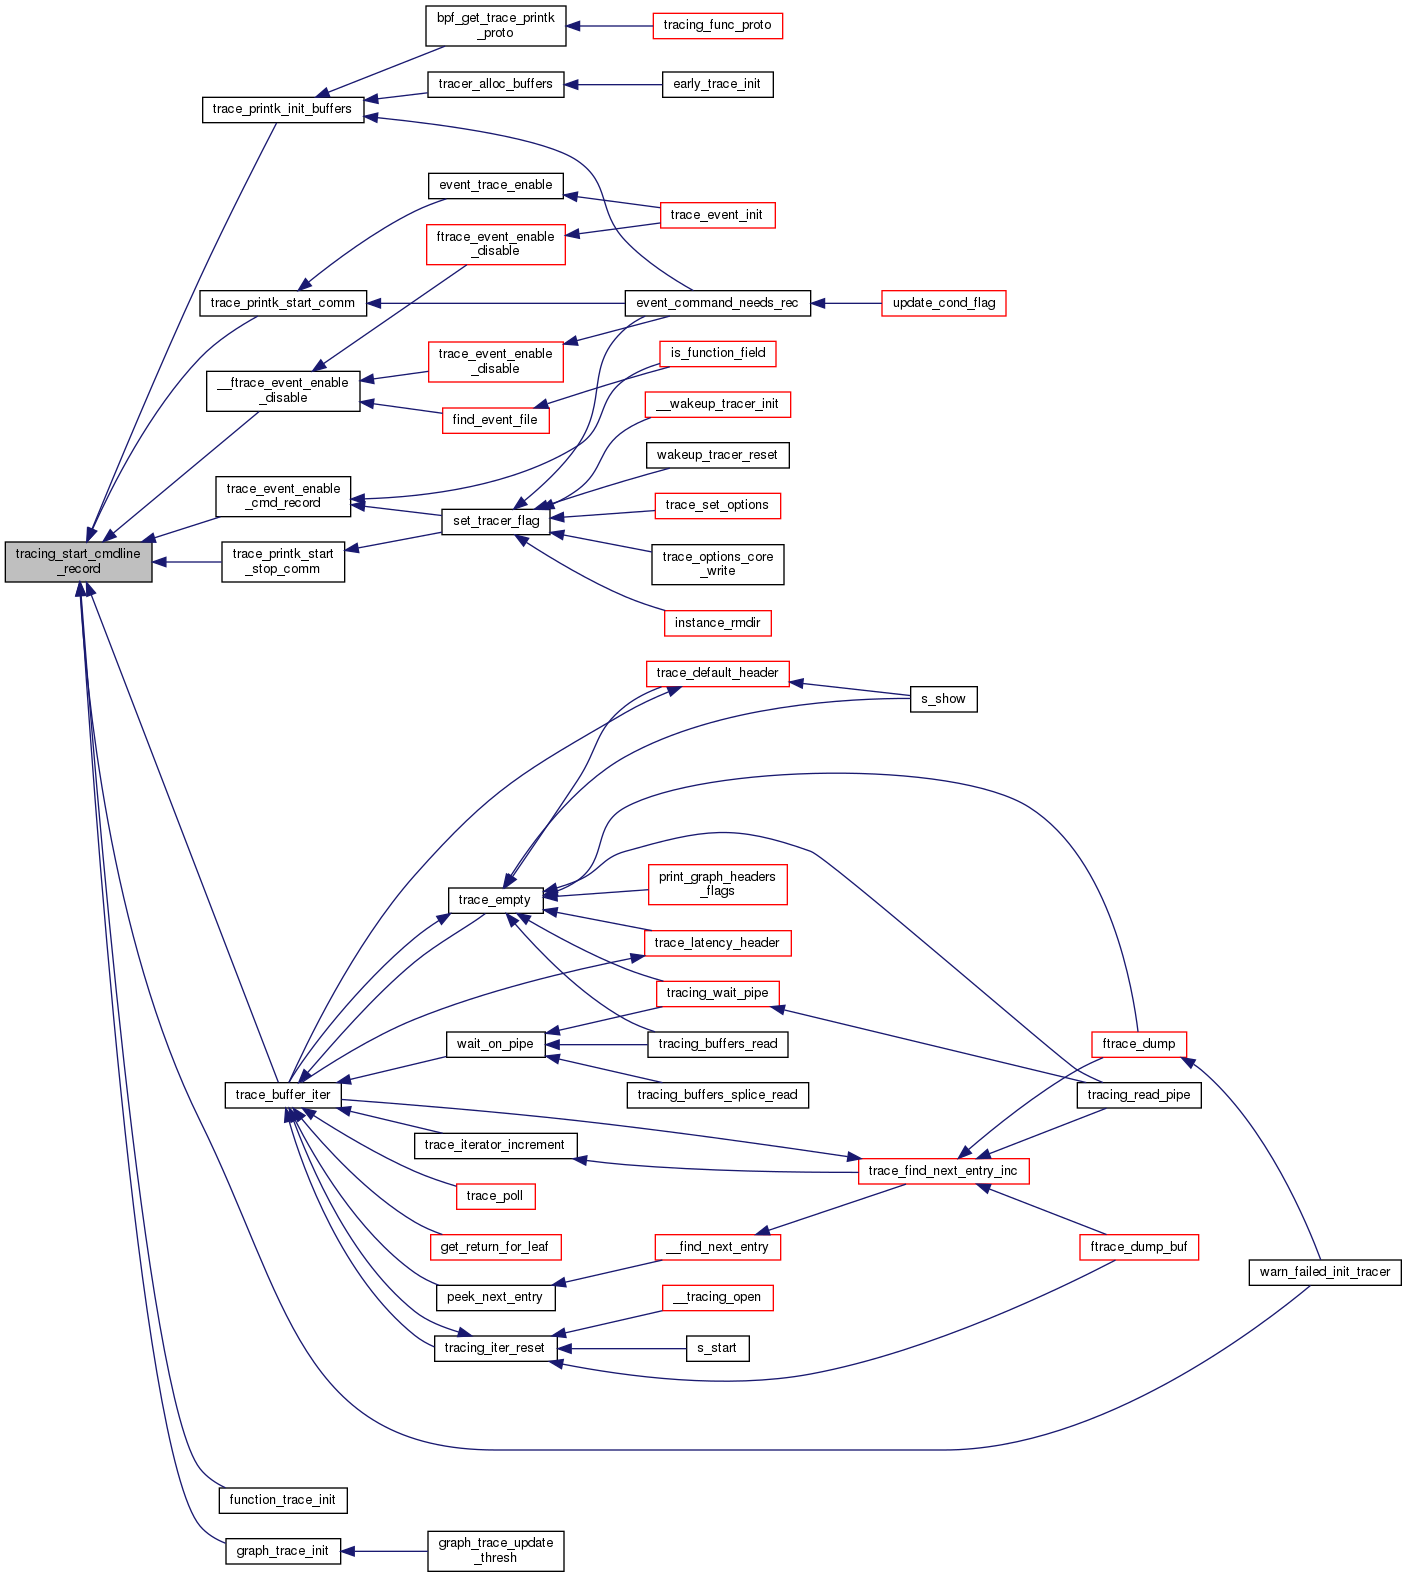 bpf_get_trace_printk
_proto
tracing_func_proto
tracer_alloc_buffers
early_trace_init
trace_printk_init_buffers
event_trace_enable
trace_event_init
ftrace_event_enable
_disable
trace_printk_start_comm
event_command_needs_rec
update_cond_flag
trace_event_enable
_disable
is_function_field
__ftrace_event_enable
_disable
find_event_file
__wakeup_tracer_init
wakeup_tracer_reset
trace_event_enable
_cmd_record
trace_set_options
set_tracer_flag
tracing_start_cmdline
_record
trace_printk_start
_stop_comm
trace_options_core
_write
instance_rmdir
trace_default_header
s_show
print_graph_headers
_flags
trace_empty
trace_latency_header
tracing_wait_pipe
wait_on_pipe
tracing_buffers_read
ftrace_dump
trace_buffer_iter
tracing_buffers_splice_read
tracing_read_pipe
trace_iterator_increment
trace_find_next_entry_inc
trace_poll
get_return_for_leaf
__find_next_entry
ftrace_dump_buf
warn_failed_init_tracer
peek_next_entry
__tracing_open
tracing_iter_reset
s_start
function_trace_init
graph_trace_init
graph_trace_update
_thresh